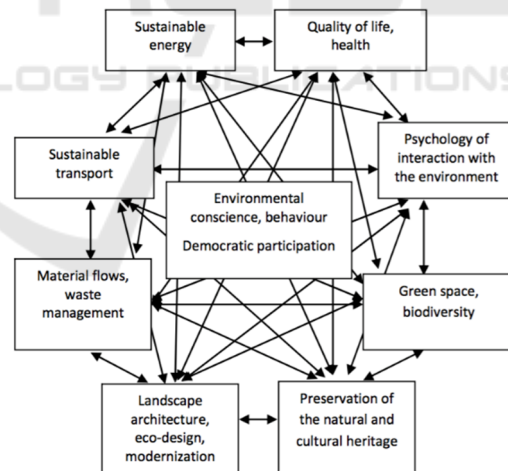 Sustainable
energy
Quality of life,
health
LOGY PUBLICATIONS
Sustainable
transport
Psychology of
interaction with
the environment
Environmental
conscience, behaviour
Democratic participation
Material flows,
waste
management
Green space,
biodiversity
Landscape
architecture,
eco-design,
modernization
Preservation of
the natural and
cultural heritage